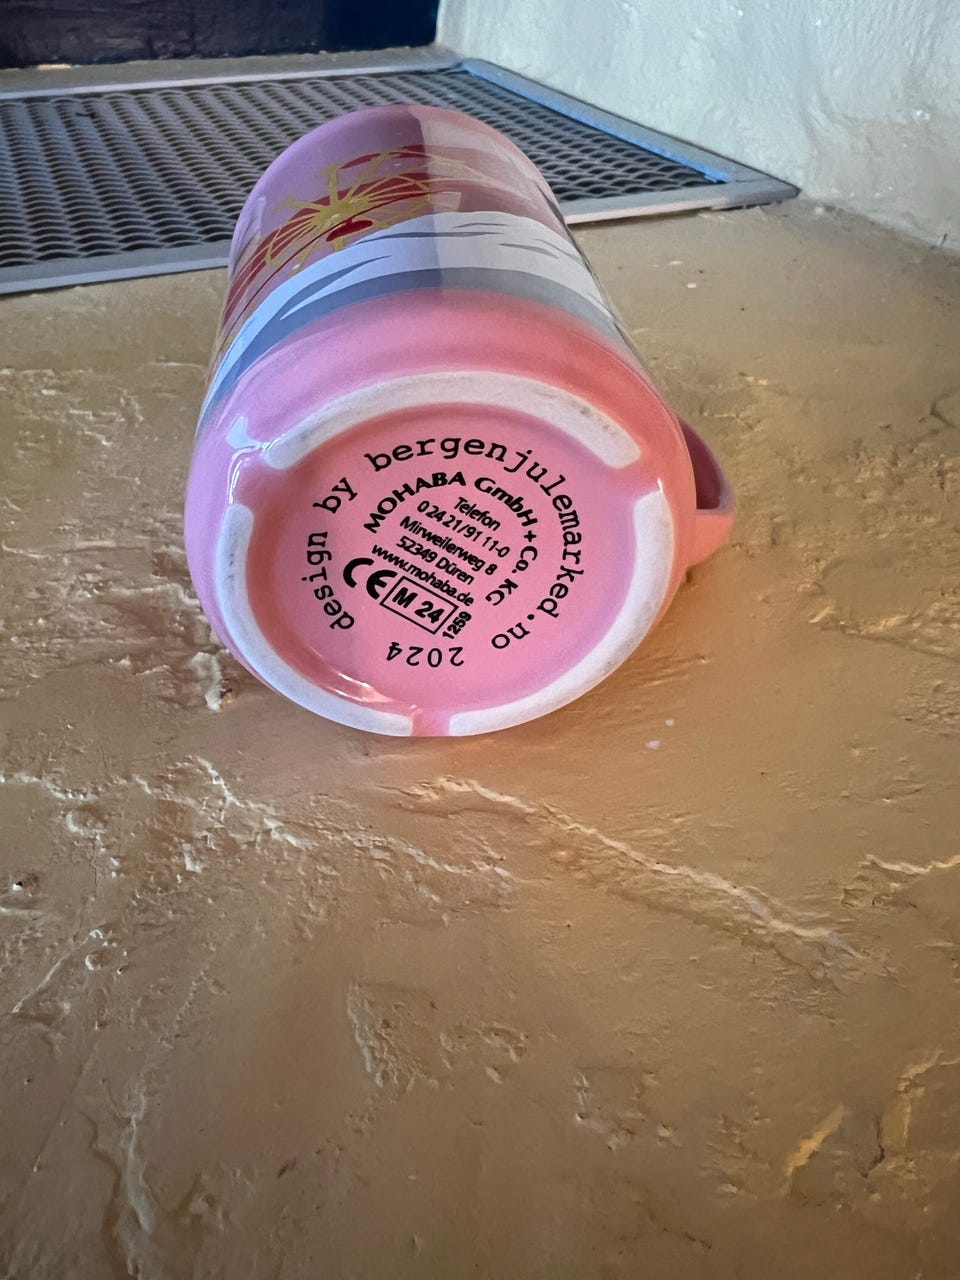 design by bergenjulemarked.no
2024
MOHABA GmbH+Co. KG
Telefon
0 24 21/91 11-0
Mirweilerweg 8
52349 Düren
www.mohaba.de
CE M 24 125g